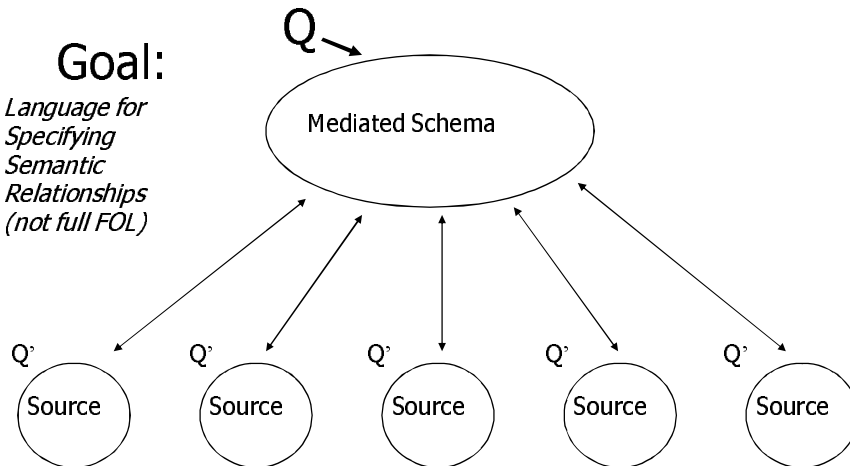 Q
Goal:
Language for
Specifying
Semantic
Relationships
(not full FOL)
Mediated Schema
Q’ Q’ Q’ Q’ Q’
Source Source Source Source Source